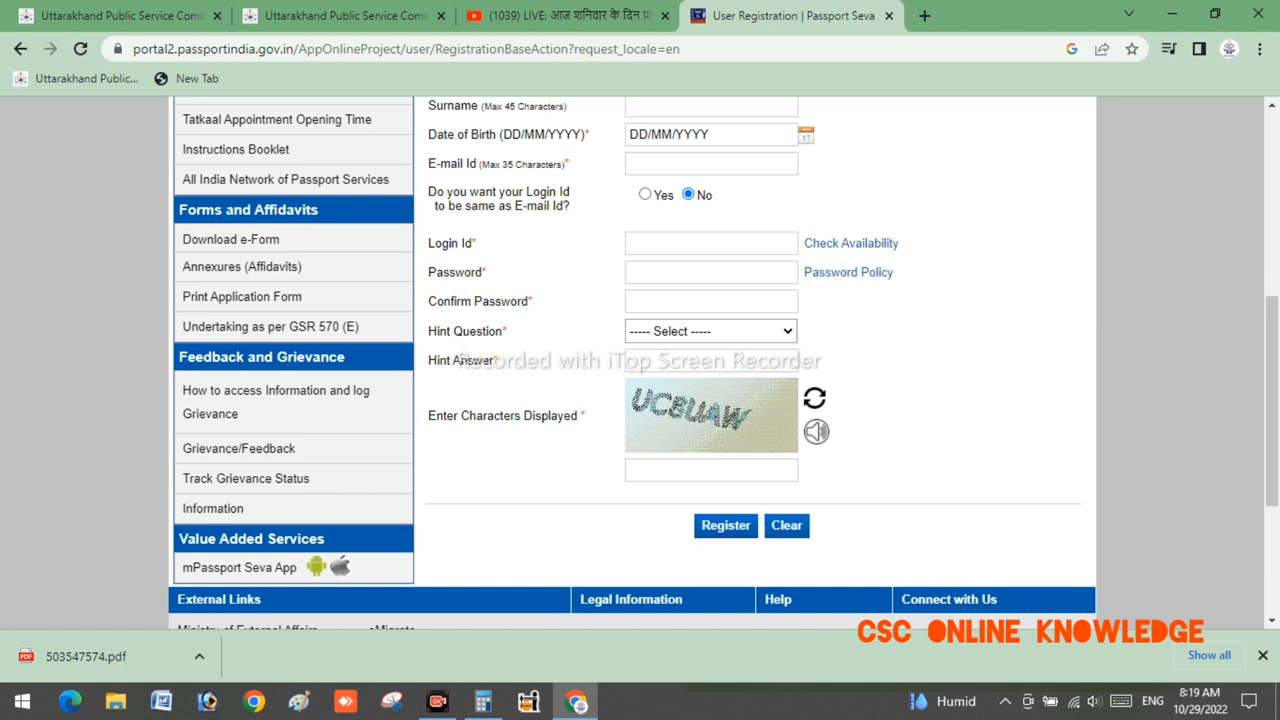 Uttarakhand Public Service Comm
Uttarakhand Public Service Comm
(1039) LIVE: आज शनिवार के दिन प्रा
User Registration | Passport Seva
portal2.passportindia.gov.in/AppOnlineProject/user/RegistrationBaseAction?request_locale=en
Uttarakhand Public...
New Tab
Surname (Max 45 Characters)
Tatkaal Appointment Opening Time
Date of Birth (DD/MM/YYYY)*
DD/MM/YYYY
17
Instructions Booklet
E-mail Id (Max 35 Characters)*
All India Network of Passport Services
Do you want your Login Id
to be same as E-mail Id?
Yes
No
Forms and Affidavits
Download e-Form
Login Id*
Check Availability
Annexures (Affidavits)
Password*
Password Policy
Print Application Form
Confirm Password*
Undertaking as per GSR 570 (E)
Hint Question*
----- Select -----
Feedback and Grievance
Hint Answer*
Recorded with iTop Screen Recorder
How to access Information and log
Grievance
UCBUAW
Enter Characters Displayed *
Grievance/Feedback
Track Grievance Status
Information
Register
Clear
Value Added Services
mPassport Seva App
External Links
Legal Information
Help
Connect with Us
Ministry of External Affairs
eMigrate
CSC ONLINE KNOWLEDGE
PDF
503547574.pdf
Show all
Humid
ENG
8:19 AM
10/29/2022